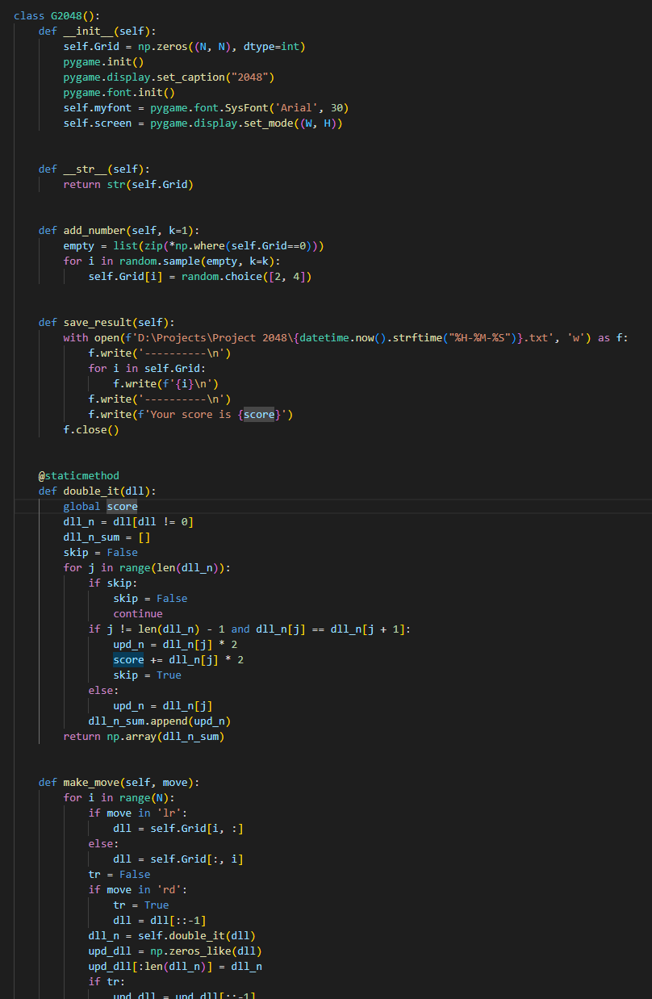 class G2048():
    def __init__(self):
        self.Grid = np.zeros((N, N), dtype=int)
        pygame.init()
        pygame.display.set_caption("2048")
        pygame.font.init()
        self.myfont = pygame.font.SysFont('Arial', 30)
        self.screen = pygame.display.set_mode((W, H))
    def __str__(self):
        return str(self.Grid)
    def add_number(self, k=1):
        empty = list(zip(*np.where(self.Grid==0)))
        for i in random.sample(empty, k=k):
            self.Grid[i] = random.choice([2, 4])
    def save_result(self):
        with open(f'D:\Projects\Project 2048\{datetime.now().strftime("%H-%M-%S")}.txt', 'w') as f:
            f.write('----------\n')
            for i in self.Grid:
                f.write(f'{i}\n')
            f.write('----------\n')
            f.write(f'Your score is {score}')
        f.close()
    @staticmethod
    def double_it(dll):
        global score
        dll_n = dll[dll != 0]
        dll_n_sum = []
        skip = False
        for j in range(len(dll_n)):
            if skip:
                skip = False
                continue
            if j != len(dll_n) - 1 and dll_n[j] == dll_n[j + 1]:
                upd_n = dll_n[j] * 2
                score += dll_n[j] * 2
                skip = True
            else:
                upd_n = dll_n[j]
            dll_n_sum.append(upd_n)
        return np.array(dll_n_sum)
    def make_move(self, move):
        for i in range(N):
            if move in 'lr':
                dll = self.Grid[i, :]
            else:
                dll = self.Grid[:, i]
            tr = False
            if move in 'rd':
                tr = True
                dll = dll[::-1]
            dll_n = self.double_it(dll)
            upd_dll = np.zeros_like(dll)
            upd_dll[:len(dll_n)] = dll_n
            if tr:
                upd_dll = upd_dll[::-1]